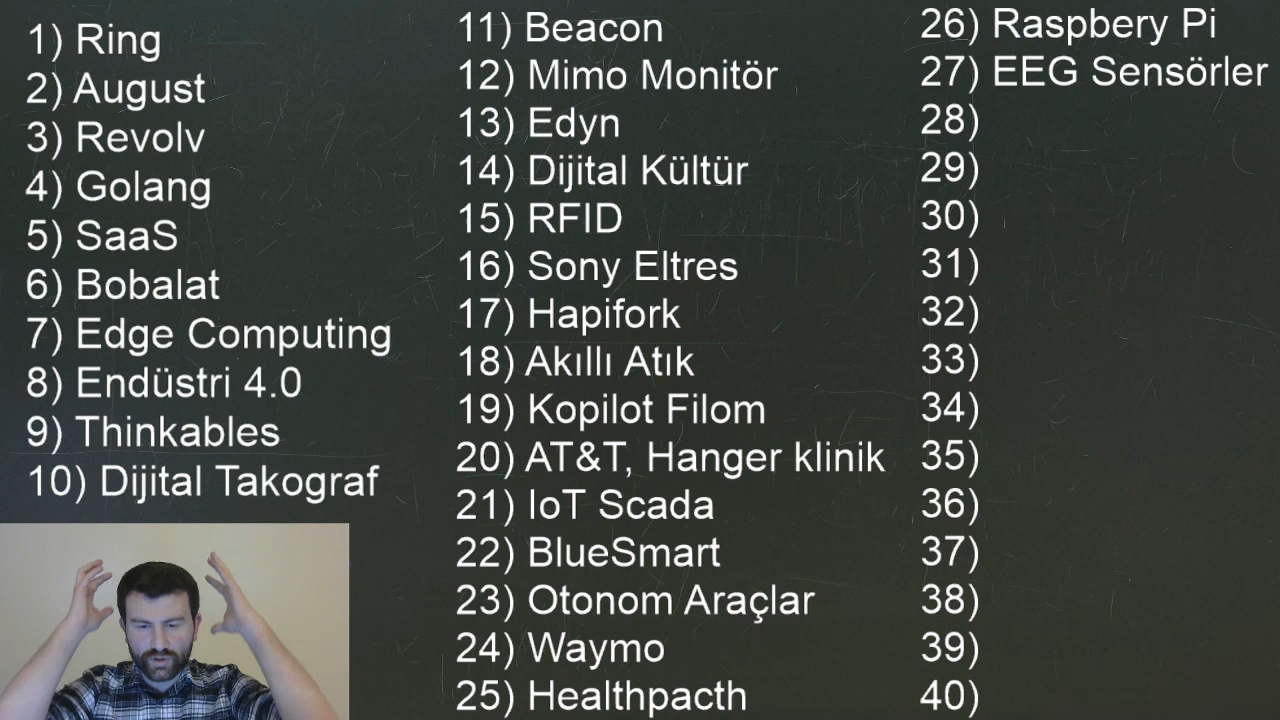 1) Ring
2) August
3) Revolv
4) Golang
5) SaaS
6) Bobalat
7) Edge Computing
8) Endüstri 4.0
9) Thinkables
10) Dijital Takograf
11) Beacon
12) Mimo Monitör
13) Edyn
14) Dijital Kültür
15) RFID
16) Sony Eltres
17) Hapifork
18) Akıllı Atık
19) Kopilot Filom
20) AT&T, Hanger klinik
21) IoT Scada
22) BlueSmart
23) Otonom Araçlar
24) Waymo
25) Healthpacth
26) Raspbery Pi
27) EEG Sensörler
28)
29)
30)
31)
32)
33)
34)
35)
36)
37)
38)
39)
40)